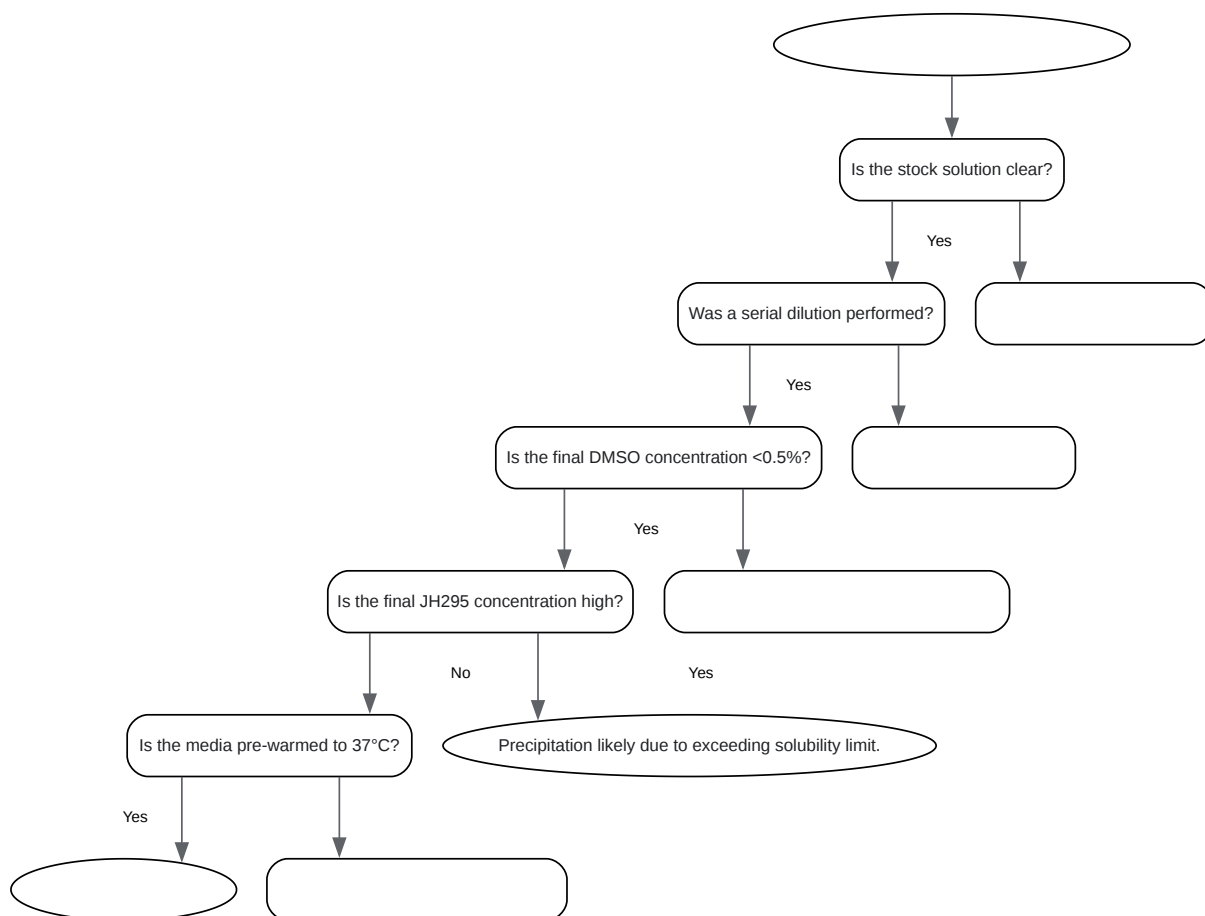 Is the stock solution clear?
Yes
Was a serial dilution performed?
Yes
Is the final DMSO concentration <0.5%?
Yes
Is the final JH295 concentration high?
No
Yes
Is the media pre-warmed to 37°C?
Precipitation likely due to exceeding solubility limit.
Yes